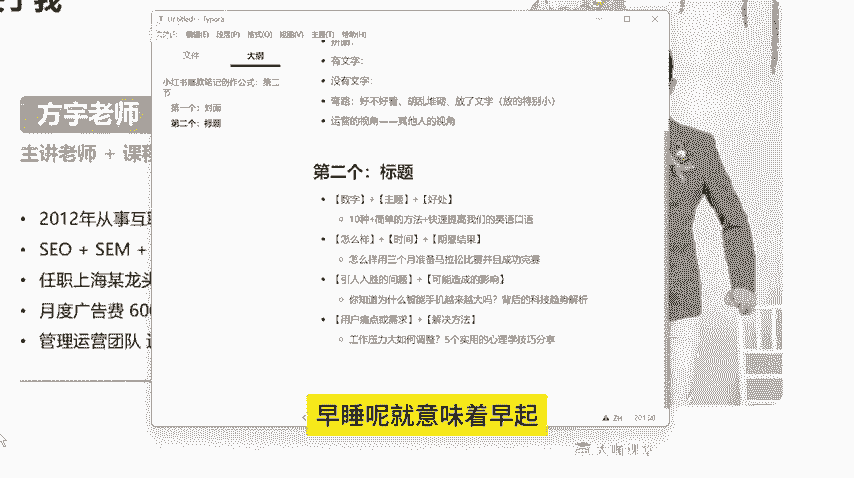 Untitled - Typora
编辑(E) 段落(P) 格式(O) 视图(V) 主题(T) 帮助(H)
文件 大纲
小红书爆款笔记创作公式：第二节
第一个：封面
第二个：标题
拼图：
有文字：
没有文字：
弯路：好不好看、胡乱堆砌、放了文字（放的特别小）
运营的视角——其他人的视角
第二个：标题
【数字】+【主题】+【好处】
10种+简单的方法+快速提高我们的英语口语
【怎么样】+【时间】+【期望结果】
怎么样用三个月准备马拉松比赛并且成功完赛
【引人入胜的问题】+【可能造成的影响】
你知道为什么智能手机越来越大吗？背后的科技趋势解析
【用户痛点或需求】+【解决方法】
工作压力大如何调整？5个实用的心理学技巧分享
方宇老师
主讲老师 + 课程
2012年从事互联
SEO + SEM +
任职上海某龙头
月度广告费 600
管理运营团队
早睡呢就意味着早起
大咖课堂